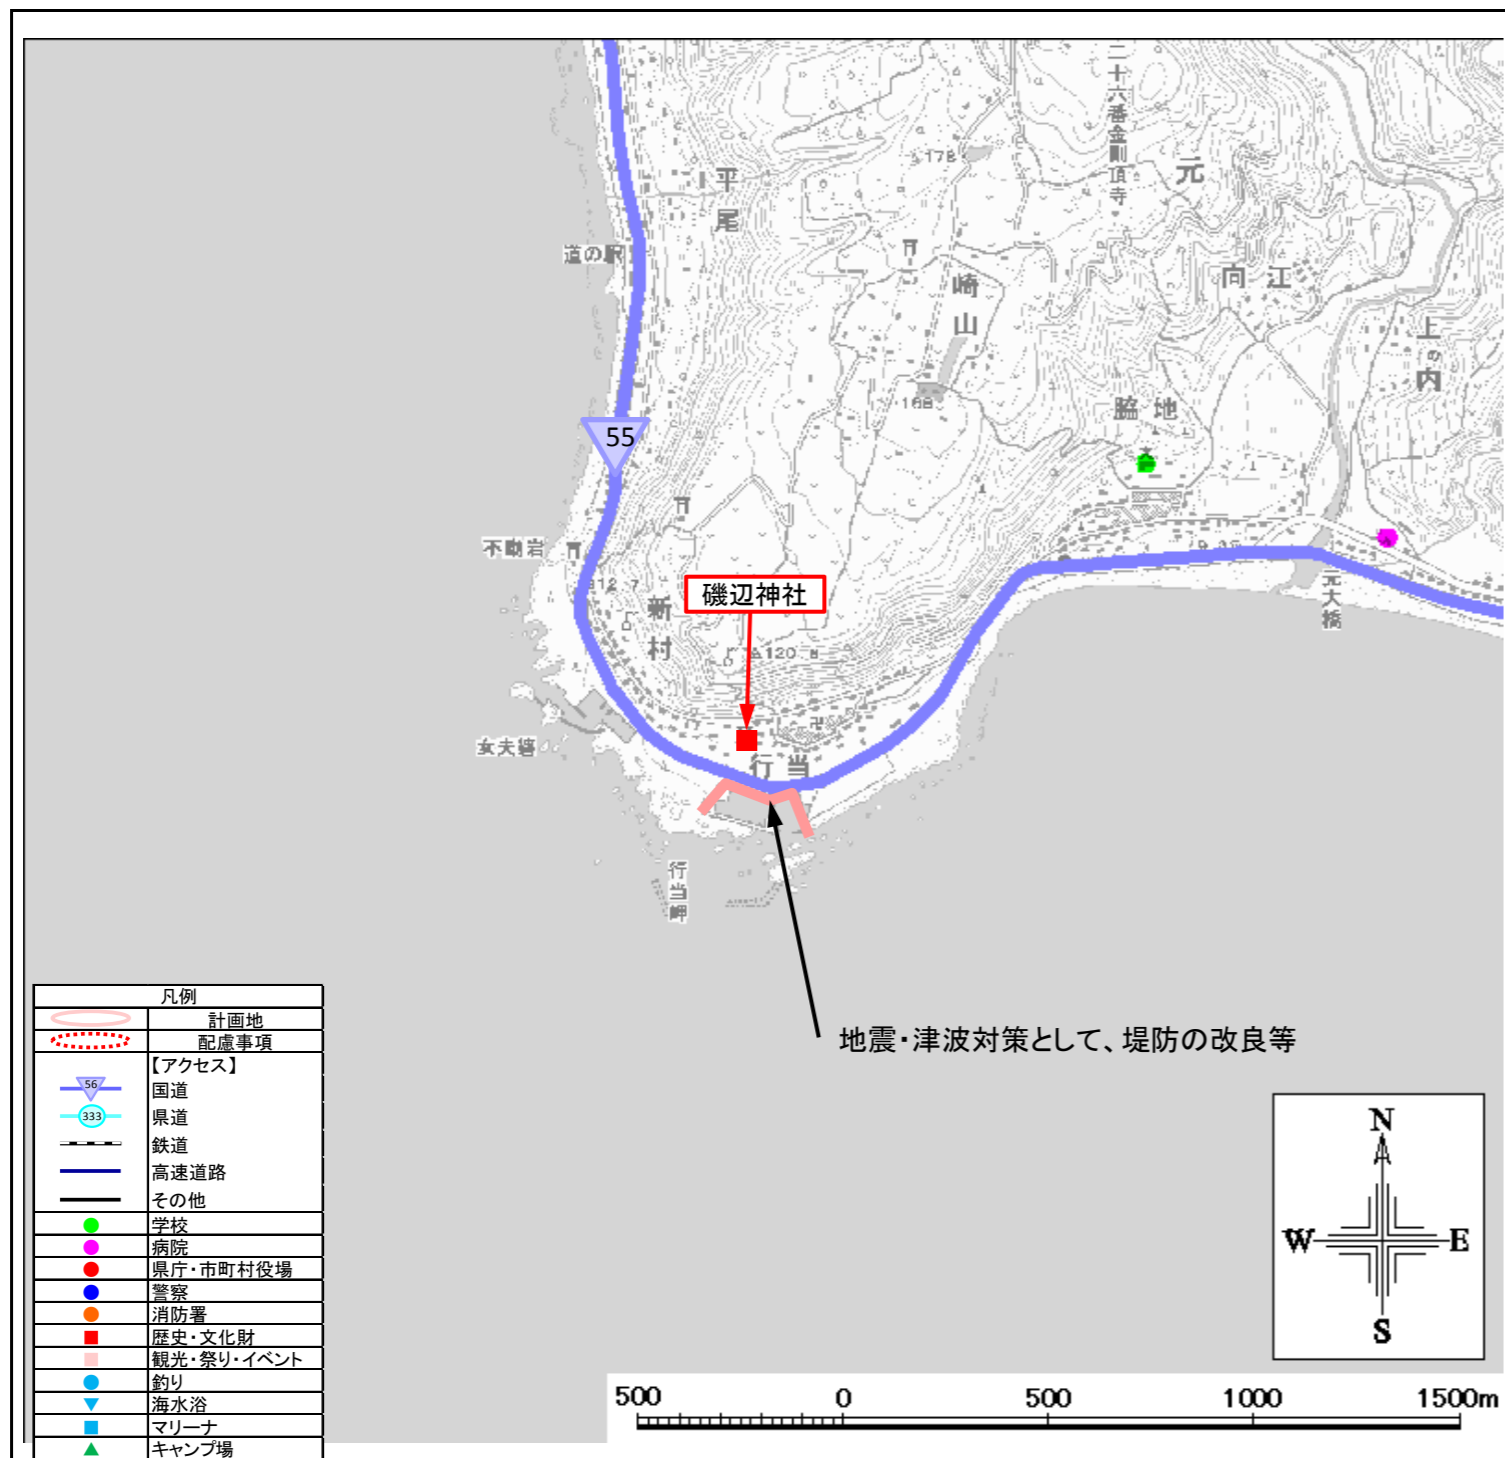 二十六番金剛頂寺
元
178
平尾
道の駅
崎山
向江
上の内
168
脇地
55
不動岩
磯辺神社
新村
120
元大橋
女夫碆
行当
行当岬
地震・津波対策として、堤防の改良等
凡例
計画地
配慮事項
【アクセス】
56 国道
333 県道
鉄道
高速道路
その他
学校
病院
県庁・市町村役場
警察
消防署
歴史・文化財
観光・祭り・イベント
釣り
海水浴
マリーナ
キャンプ場
N
W E
S
500 0 500 1000 1500m